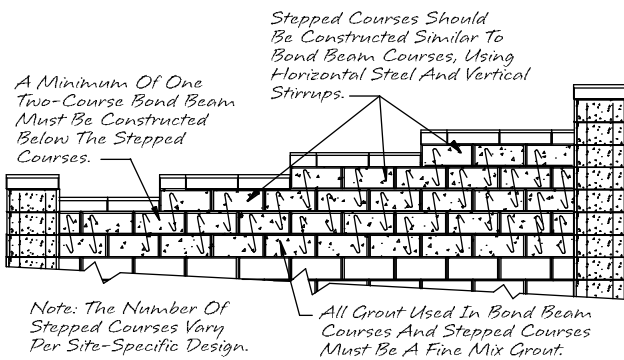 Stepped Courses Should
Be Constructed Similar To
Bond Beam Courses, Using
Horizontal Steel And Vertical
Stirrups.
A Minimum Of One
Two-Course Bond Beam
Must Be Constructed
Below The Stepped
Courses.
Note: The Number Of
Stepped Courses Vary
Per Site-Specific Design.
All Grout Used In Bond Beam
Courses And Stepped Courses
Must Be A Fine Mix Grout.